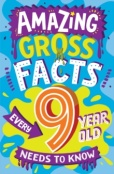 AMAZING
GROSS
FACTS
EVERY
9
YEAR
OLD
NEEDS TO KNOW